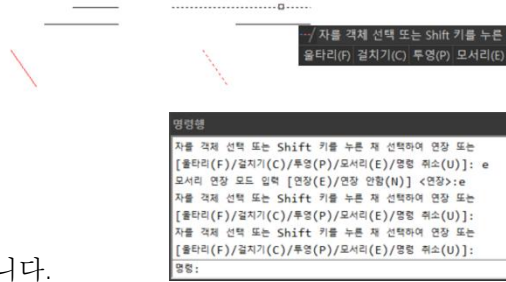 자를 객체 선택 또는 Shift 키를 누른
울타리(F) 걸치기(C) 투영(P) 모서리(E)
명령행
자를 객체 선택 또는 Shift 키를 누른 채 선택하여 연장 또는
[울타리(F)/걸치기(C)/투영(P)/모서리(E)/명령 취소(U)]: e
모서리 연장 모드 입력 [연장(E)/연장 안함(N)] <연장>:e
자를 객체 선택 또는 Shift 키를 누른 채 선택하여 연장 또는
[울타리(F)/걸치기(C)/투영(P)/모서리(E)/명령 취소(U)]:
자를 객체 선택 또는 Shift 키를 누른 채 선택하여 연장 또는
[울타리(F)/걸치기(C)/투영(P)/모서리(E)/명령 취소(U)]:
명령:
니다.